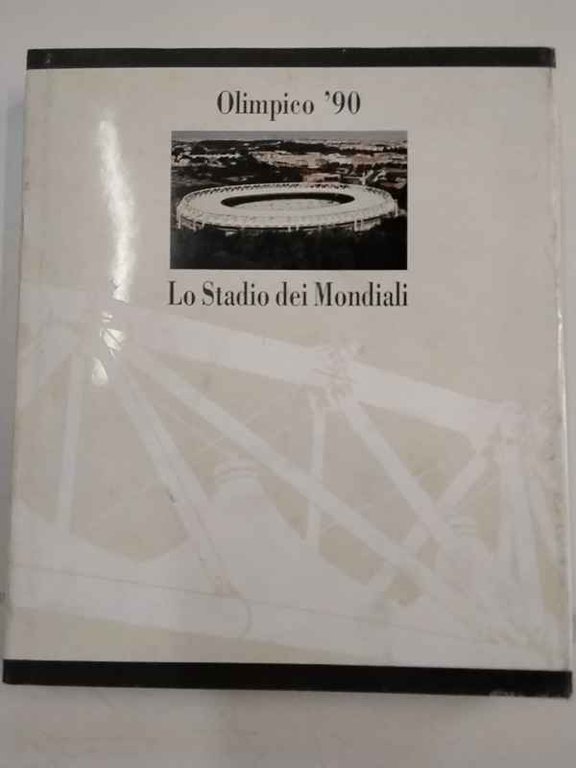 Olimpico ’90
Lo Stadio dei Mondiali